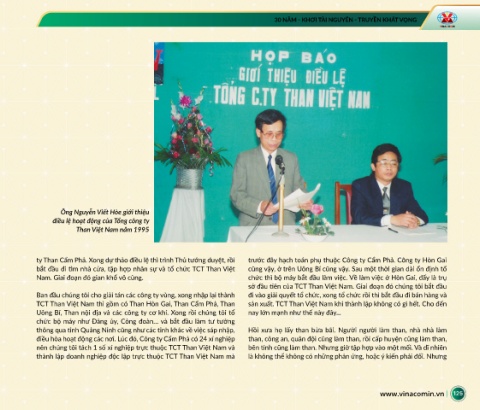 30 NĂM - KHƠI TÀI NGUYÊN - TRUYỀN KHÁT VỌNG
HỌP BÁO
GIỚI THIỆU ĐIỀU LỆ
TỔNG C.TY THAN VIỆT NAM
Ông Nguyễn Viết Hòe giới thiệu
điều lệ hoạt động của Tổng công ty
Than Việt Nam năm 1995
ty Than Cẩm Phả. Xong dự thảo điều lệ thì trình Thủ tướng duyệt, rồi
bắt đầu đi tìm nhà cửa, tập hợp nhân sự và tổ chức TCT Than Việt
Nam. Giai đoạn đó gian khổ vô cùng.
Ban đầu chúng tôi cho giải tán các công ty vùng, xong nhập lại thành
TCT Than Việt Nam thì gồm có Than Hòn Gai, Than Cẩm Phả, Than
Uông Bí, Than nội địa và các công ty cơ khí. Xong rồi chúng tôi tổ
chức bộ máy như Đảng ủy, Công đoàn... và bắt đầu làm tư tưởng
thông qua tỉnh Quảng Ninh cũng như các tỉnh khác về việc sáp nhập,
điều hòa hoạt động các nơi. Lúc đó, Công ty Cẩm Phả có 24 xí nghiệp
nên chúng tôi tách 1 số xí nghiệp trực thuộc TCT Than Việt Nam và
thành lập doanh nghiệp độc lập trực thuộc TCT Than Việt Nam mà
trước đây hạch toán phụ thuộc Công ty Cẩm Phả. Công ty Hòn Gai
cũng vậy, ở trên Uông Bí cũng vậy. Sau một thời gian dài ổn định tổ
chức thì bộ máy bắt đầu làm việc. Về làm việc ở Hòn Gai, đấy là trụ
sở đầu tiên của TCT Than Việt Nam. Giai đoạn đó chúng tôi bắt đầu
đi vào giải quyết tổ chức, xong tổ chức rồi thì bắt đầu đi bán hàng và
sản xuất. TCT Than Việt Nam khi thành lập không có gì hết. Cho đến
nay lớn mạnh như thế này đây...
Hồi xưa họ lấy than bừa bãi. Người người làm than, nhà nhà làm
than, công an, quân đội cũng làm than, rồi cấp huyện cũng làm than,
bên tỉnh cũng làm than. Nhưng giờ tập hợp vào một mối. Và dĩ nhiên
là không thể không có những phản ứng, hoặc ý kiến phải đổi. Nhưng
www.vinacomin.vn | 125